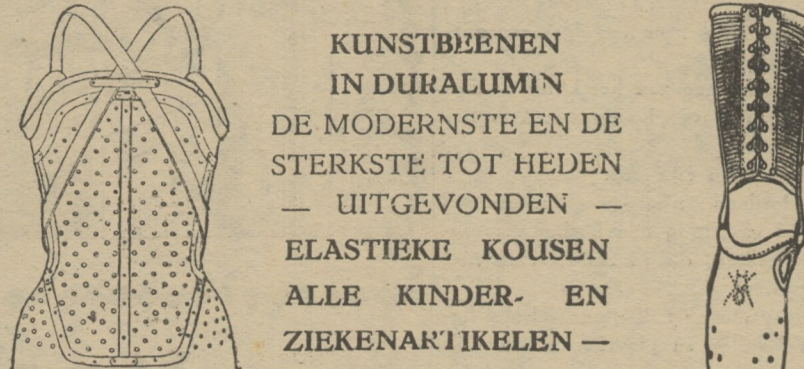 KUNSTBEENEN
IN DURALUMIN
DE MODERNSTE EN DE
STERKSTE TOT HEDEN
— UITGEVONDEN —
ELASTIEKE KOUSEN
ALLE KINDER- EN
ZIEKENARTIKELEN —